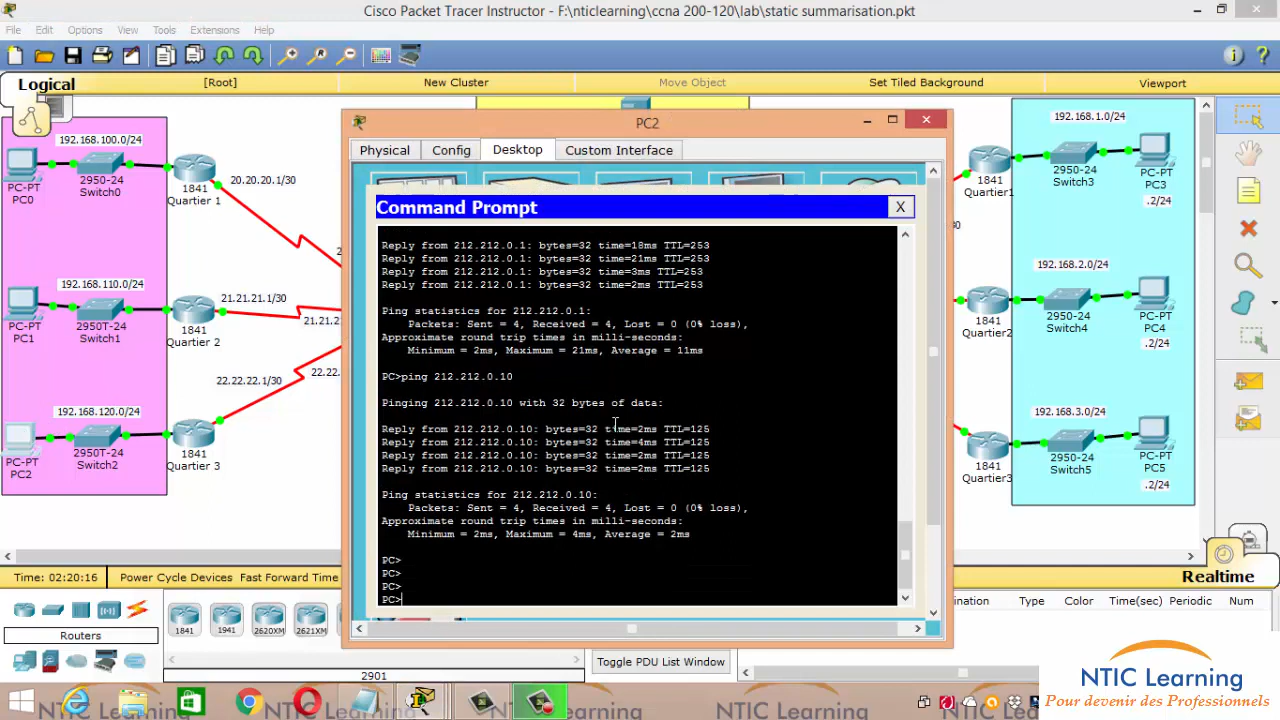 Cisco Packet Tracer Instructor - F:\nticlearning\ccna 200-120\lab\static summarisation.pkt
File Edit Options View Tools Extensions Help
Logical
[Root]
New Cluster
Move Object
Set Tiled Background
Viewport
192.168.100.0/24
PC-PT
PC0
2950-24
Switch0
1841
Quartier 1
20.20.20.1/30
192.168.110.0/24
PC-PT
PC1
2950T-24
Switch1
1841
Quartier 2
21.21.21.1/30
21.21.2
192.168.120.0/24
PC-PT
PC2
2950T-24
Switch2
1841
Quartier 3
22.22.22.1/30
22.22.
PC2
Physical
Config
Desktop
Custom Interface
Command Prompt
X
Reply from 212.212.0.1: bytes=32 time=18ms TTL=253
Reply from 212.212.0.1: bytes=32 time=21ms TTL=253
Reply from 212.212.0.1: bytes=32 time=3ms TTL=253
Reply from 212.212.0.1: bytes=32 time=2ms TTL=253
Ping statistics for 212.212.0.1:
Packets: Sent = 4, Received = 4, Lost = 0 (0% loss),
Approximate round trip times in milli-seconds:
Minimum = 2ms, Maximum = 21ms, Average = 11ms
PC>ping 212.212.0.10
Pinging 212.212.0.10 with 32 bytes of data:
Reply from 212.212.0.10: bytes=32 time=2ms TTL=125
Reply from 212.212.0.10: bytes=32 time=4ms TTL=125
Reply from 212.212.0.10: bytes=32 time=2ms TTL=125
Reply from 212.212.0.10: bytes=32 time=2ms TTL=125
Ping statistics for 212.212.0.10:
Packets: Sent = 4, Received = 4, Lost = 0 (0% loss),
Approximate round trip times in milli-seconds:
Minimum = 2ms, Maximum = 4ms, Average = 2ms
PC>
PC>
PC>
PC>
192.168.1.0/24
1841
Quartier1
2950-24
Switch3
PC-PT
PC3
.2/24
192.168.2.0/24
1841
Quartier2
2950-24
Switch4
PC-PT
PC4
.2/24
192.168.3.0/24
1841
Quartier3
2950-24
Switch5
PC-PT
PC5
.2/24
Time: 02:20:16
Power Cycle Devices Fast Forward Time
Realtime
Routers
1841
1941
2620XM
2621XM
2901
Toggle PDU List Window
ination Type Color Time(sec) Periodic Num
NTIC Learning
Pour devenir des Professionnels
NTIC Learning NTIC Learning NTIC Learning NTIC Learning